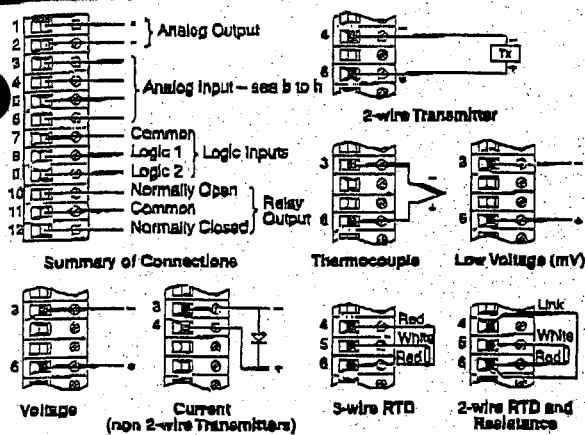 1 + Analog Output
2 -
3
4 Analog Input – see b to h
5
6
7 Common
8 Logic 1 Logic Inputs
9 Logic 2
10 Normally Open
11 Common Relay Output
12 Normally Closed
Summary of Connections
4 -
Tx
6 +
2-wire Transmitter
3
6 +
Thermocouple
3 -
5 +
Low Voltage (mV)
3 -
6 +
Voltage
3 -
4
+
Current
(non 2-wire Transmitters)
4 Red
5 White
6 Red
3-wire RTD
Link
4
5 White
6 Red
2-wire RTD and
Resistance